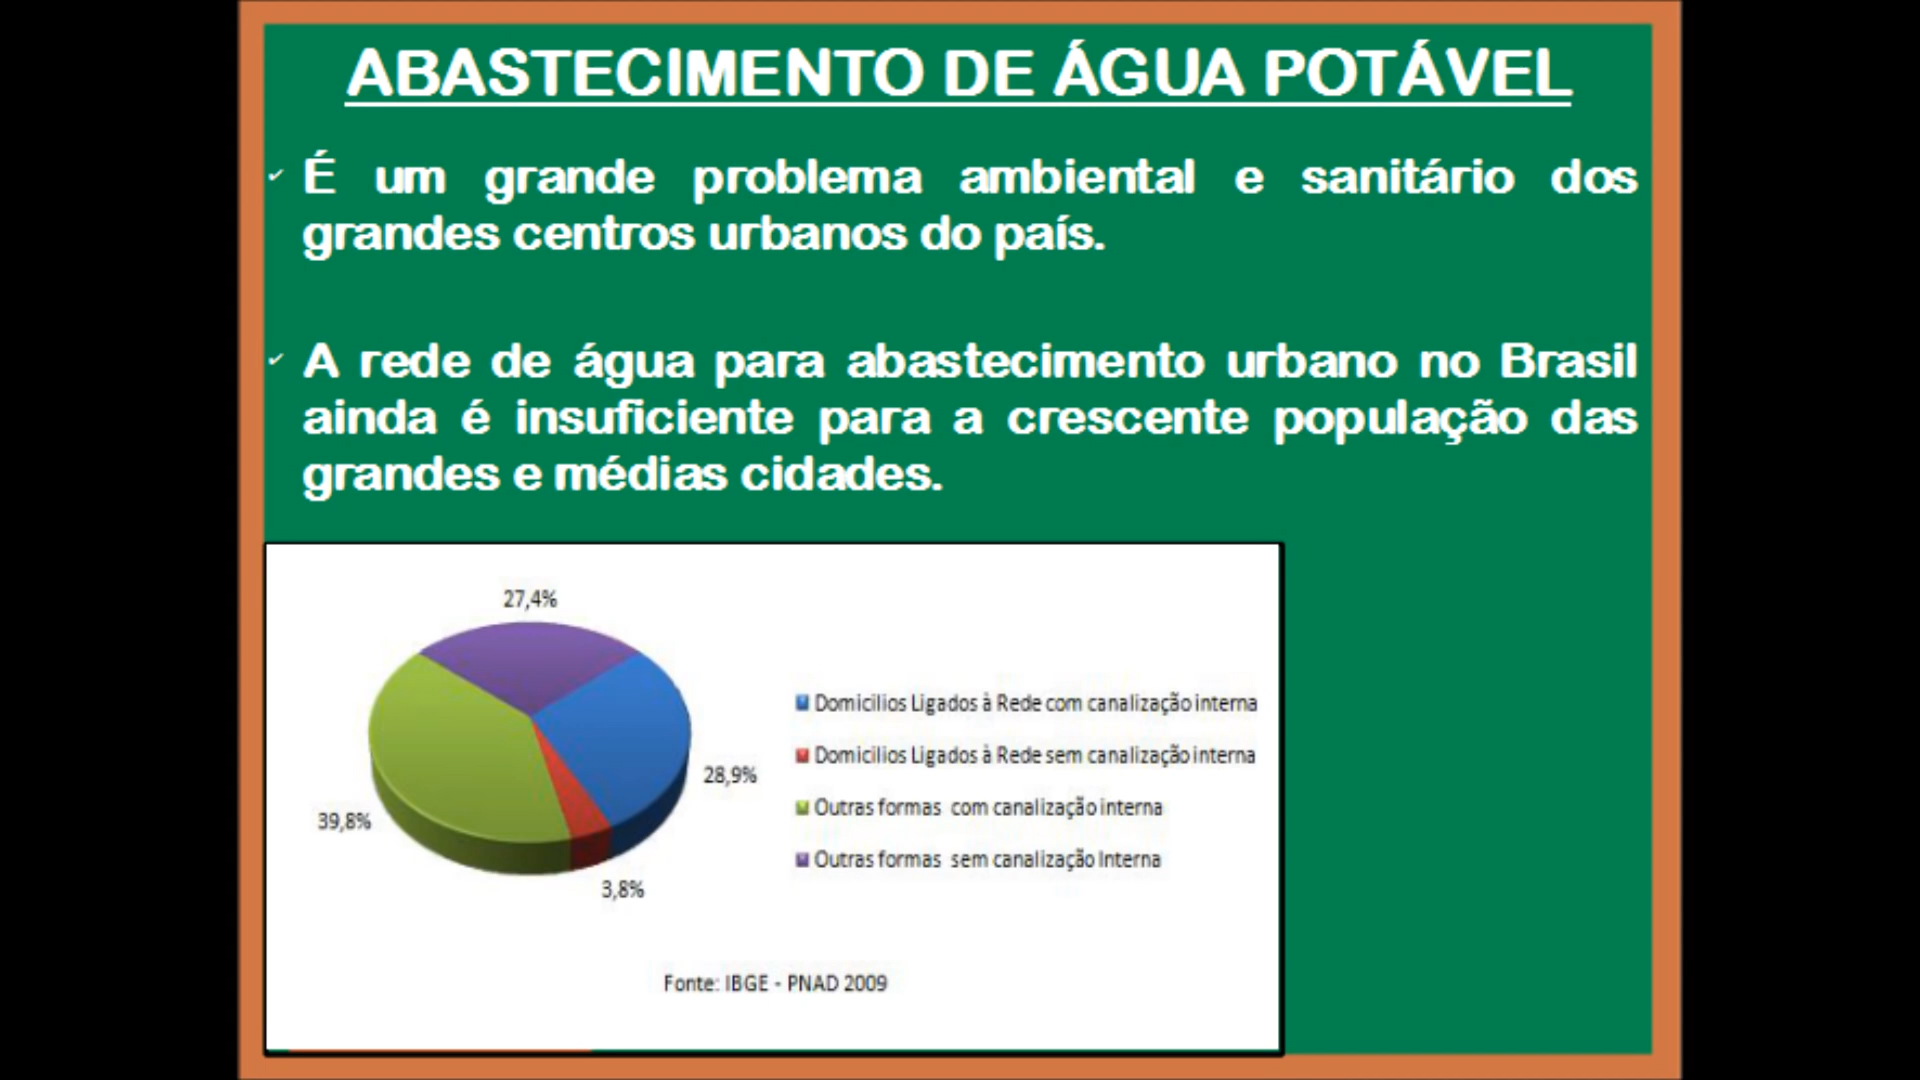 ABASTECIMENTO DE ÁGUA POTÁVEL
É um grande problema ambiental e sanitário dos
grandes centros urbanos do país.
A rede de água para abastecimento urbano no Brasil
ainda é insuficiente para a crescente população das
grandes e médias cidades.
27,4%
28,9%
39,8%
3,8%
Domicilios Ligados à Rede com canalização interna
Domicilios Ligados à Rede sem canalização interna
Outras formas com canalização interna
Outras formas sem canalização Interna
Fonte: IBGE - PNAD 2009